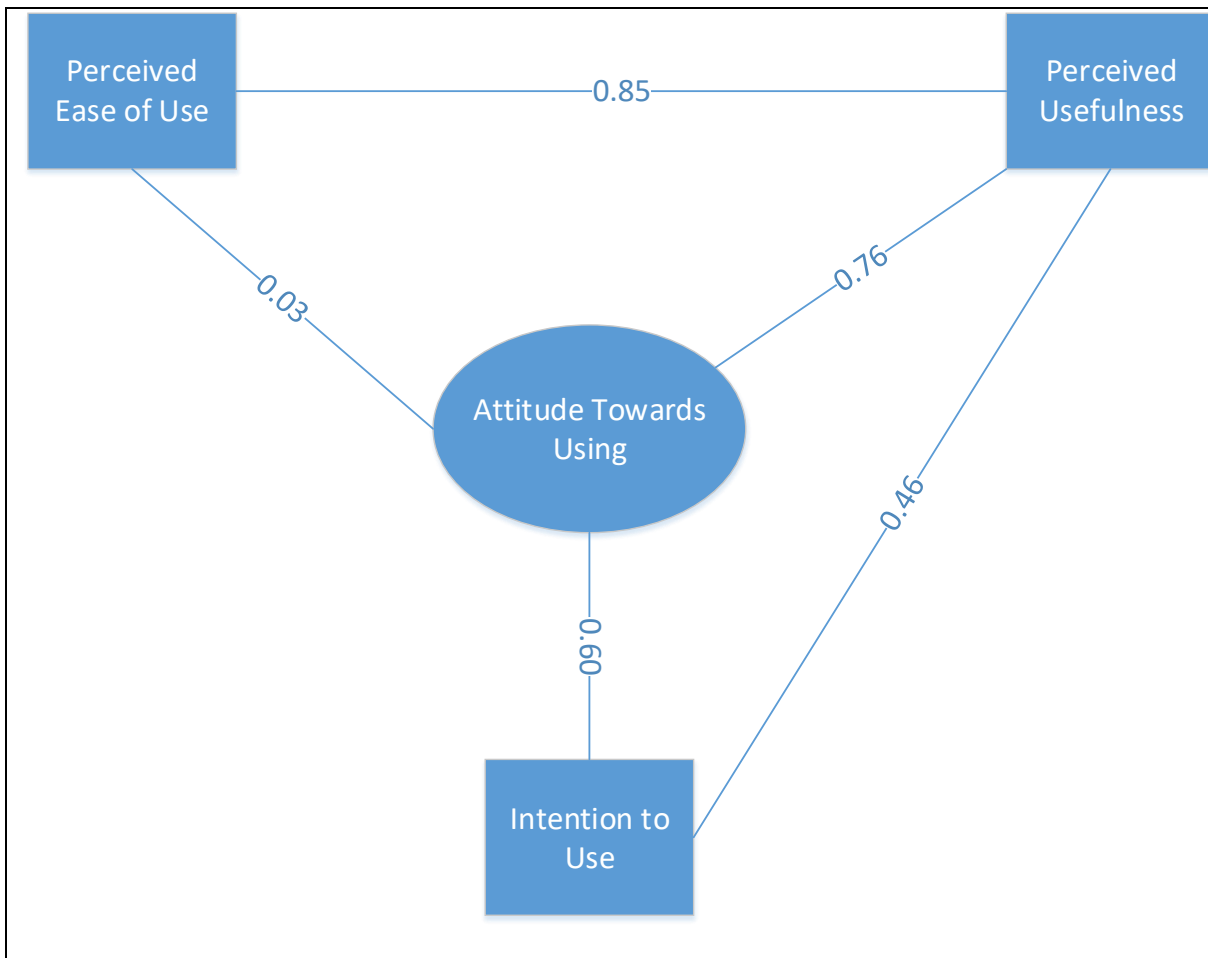 Perceived
Ease of Use
0.85
Perceived
Usefulness
0.03
0.76
Attitude Towards
Using
0.46
0.60
Intention to
Use